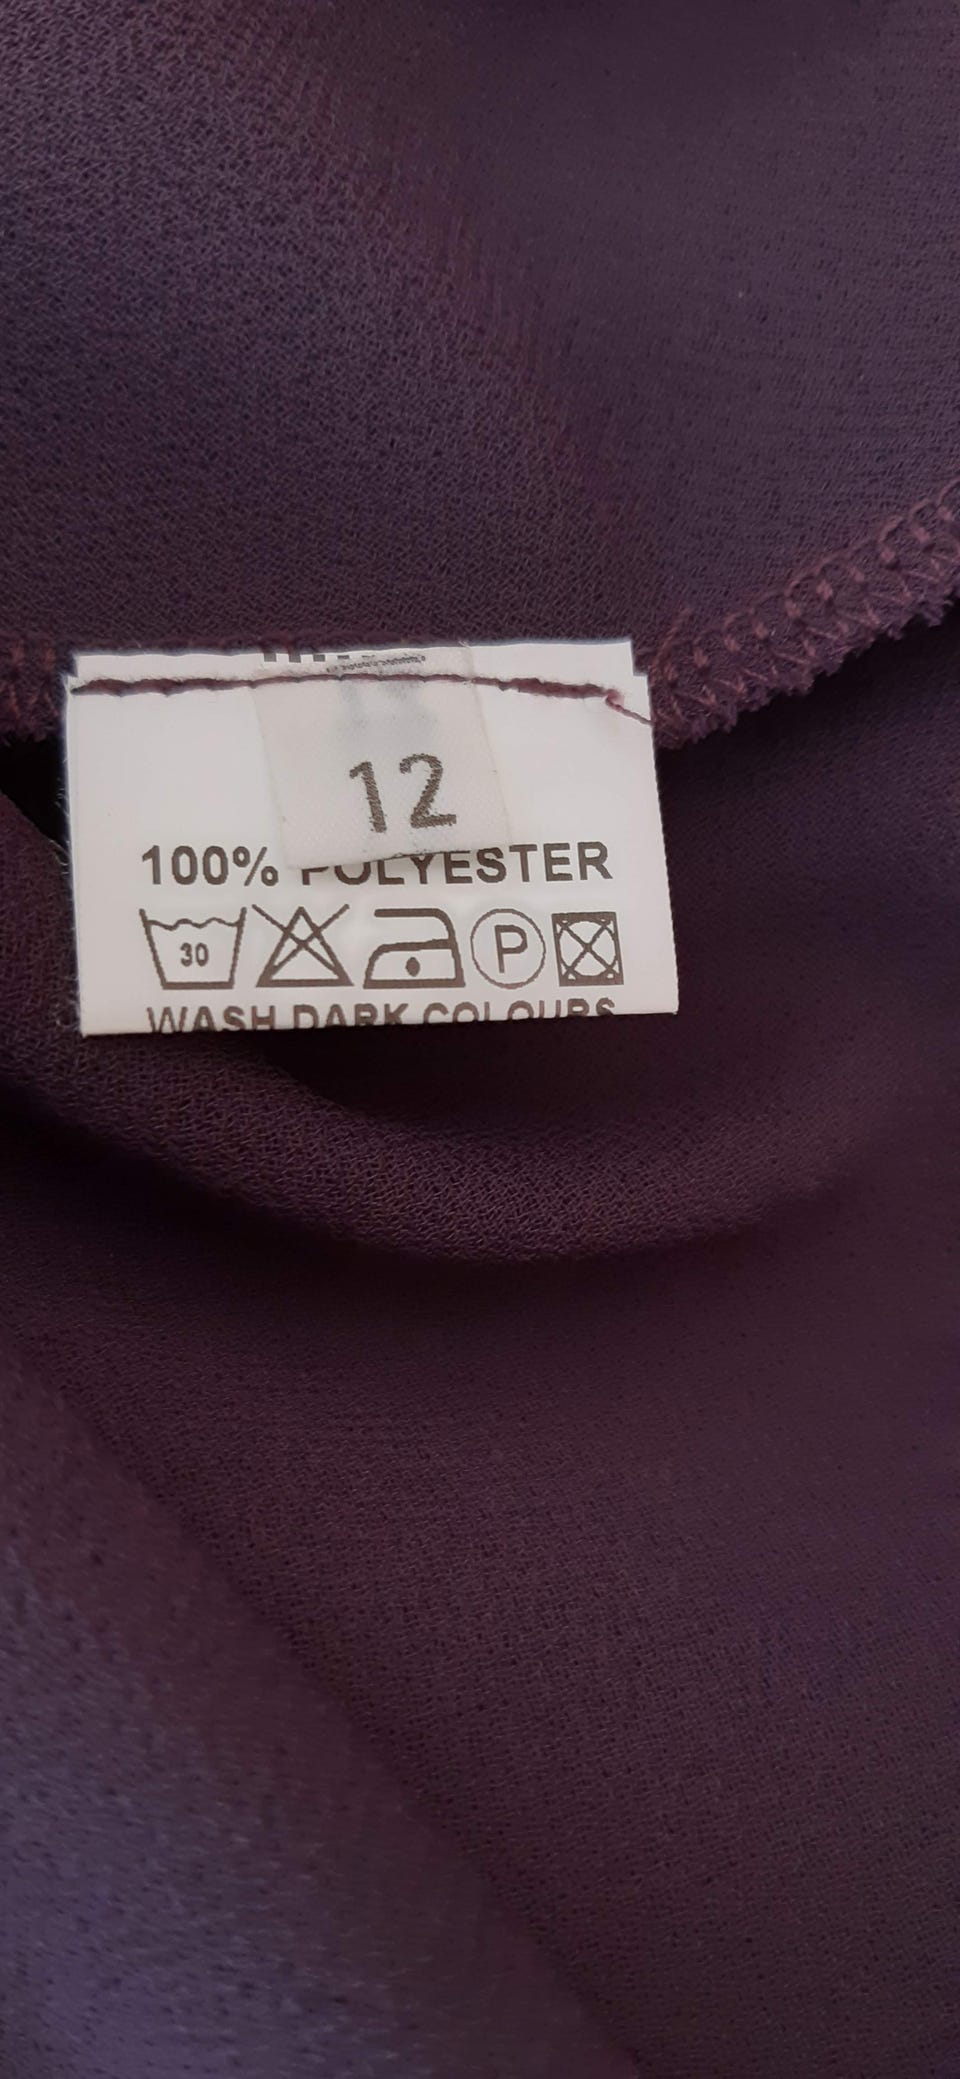 12
100% POLYESTER
30
P
WASH DARK COLOURS